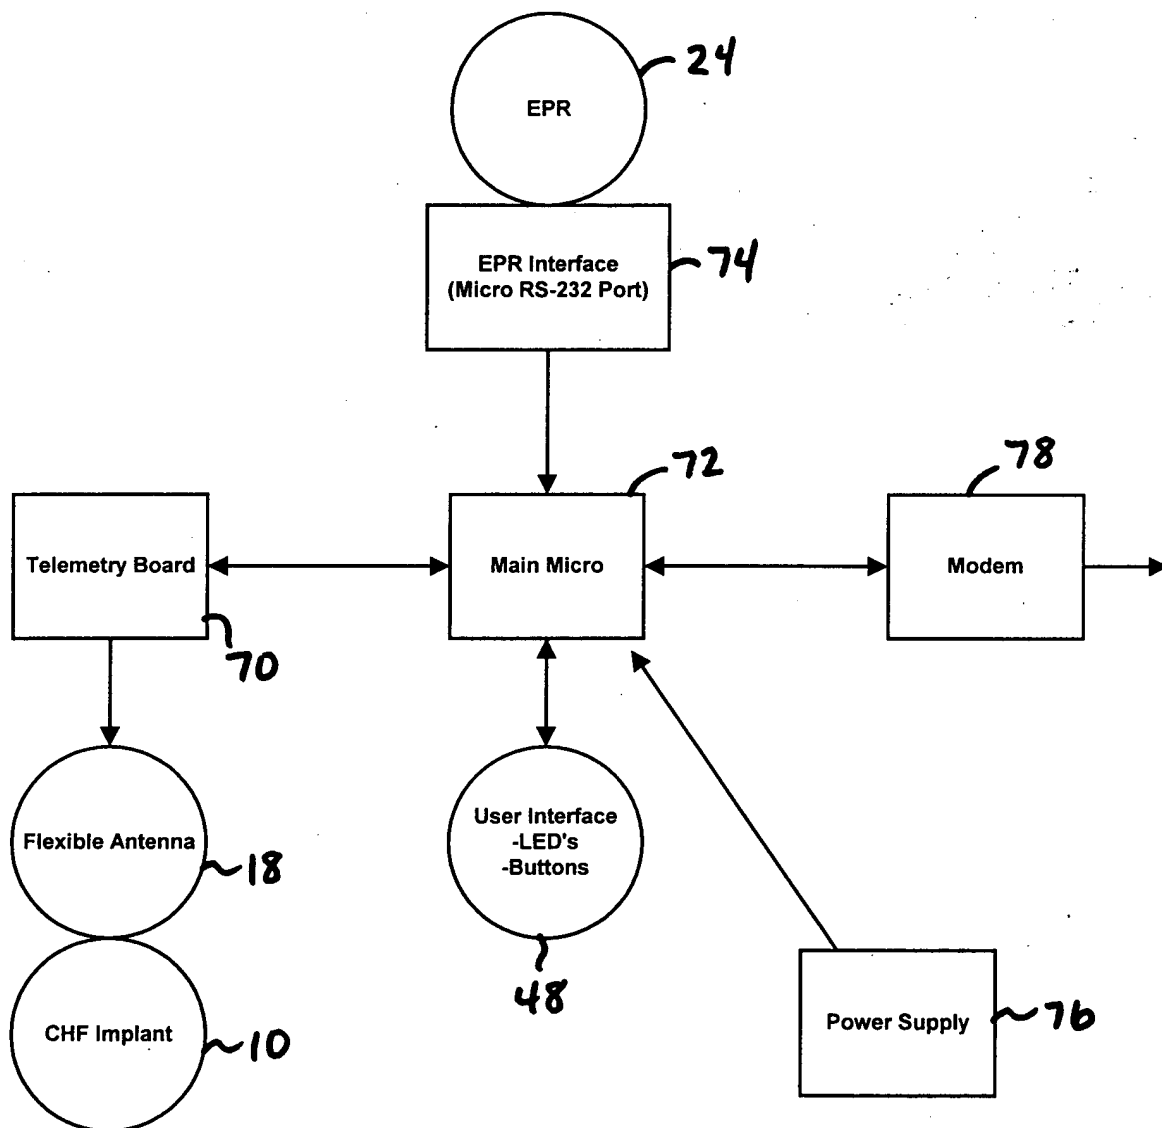 24
EPR
EPR Interface
(Micro RS-232 Port)
74
72
78
Telemetry Board
Main Micro
Modem
70
Flexible Antenna
18
User Interface
-LED's
-Buttons
48
CHF Implant
10
Power Supply
76